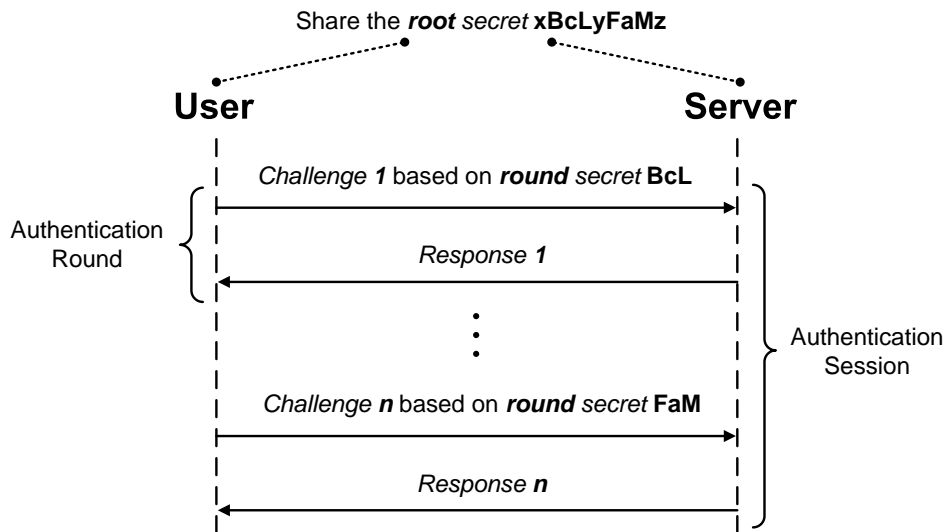 Share the root secret xBcLyFaMz
User
Server
Challenge 1 based on round secret BcL
Authentication
Round
Response 1
Authentication
Session
Challenge n based on round secret FaM
Response n